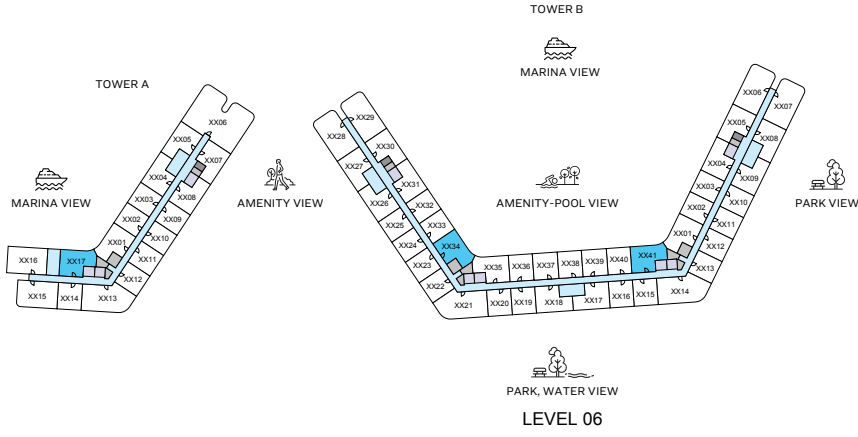 TOWER B
MARINA VIEW
TOWER A
XX06
XX05
XX07
XX04
XX08
XX03
XX09
XX02
XX10
XX01
XX11
XX12
XX17
XX16
XX15
XX14
XX13
MARINA VIEW
AMENITY VIEW
XX29
XX28
XX30
XX27
XX31
XX26
XX32
XX25
XX33
XX24
XX34
XX23
XX22
XX21
XX35
XX36
XX37
XX38
XX39
XX40
XX41
XX20
XX19
XX18
XX17
XX16
XX15
XX14
XX06
XX07
XX05
XX08
XX04
XX09
XX03
XX10
XX02
XX11
XX01
XX12
XX13
AMENITY-POOL VIEW
PARK VIEW
PARK, WATER VIEW
LEVEL 06